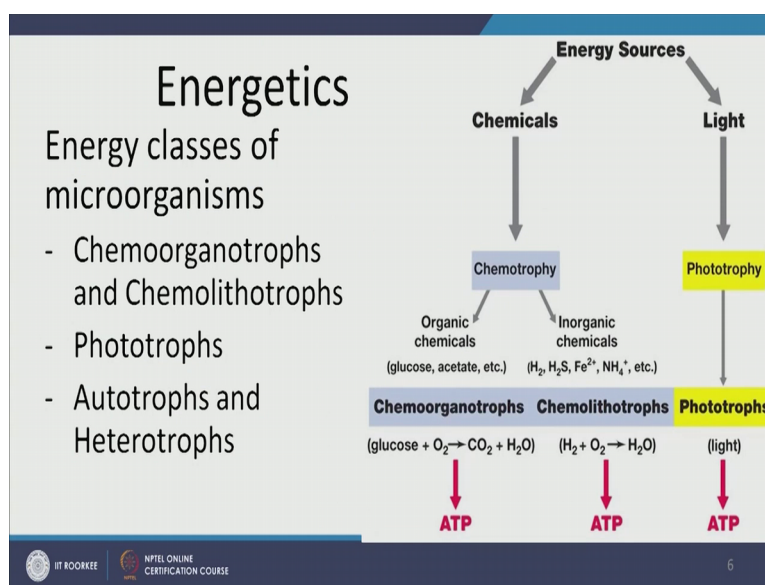 Energetics
Energy classes of
microorganisms
- Chemoorganotrophs
and Chemolithotrophs
- Phototrophs
- Autotrophs and
Heterotrophs
Energy Sources
Chemicals
Light
Chemotrophy
Phototrophy
Organic
chemicals
(glucose, acetate, etc.)
Inorganic
chemicals
(H₂, H₂S, Fe²⁺, NH₄⁺, etc.)
Chemoorganotrophs
Chemolithotrophs
Phototrophs
(glucose + O₂→CO₂ + H₂O)
(H₂ + O₂→H₂O)
(light)
ATP
ATP
ATP
IIT ROORKEE
NPTEL ONLINE
CERTIFICATION COURSE
6